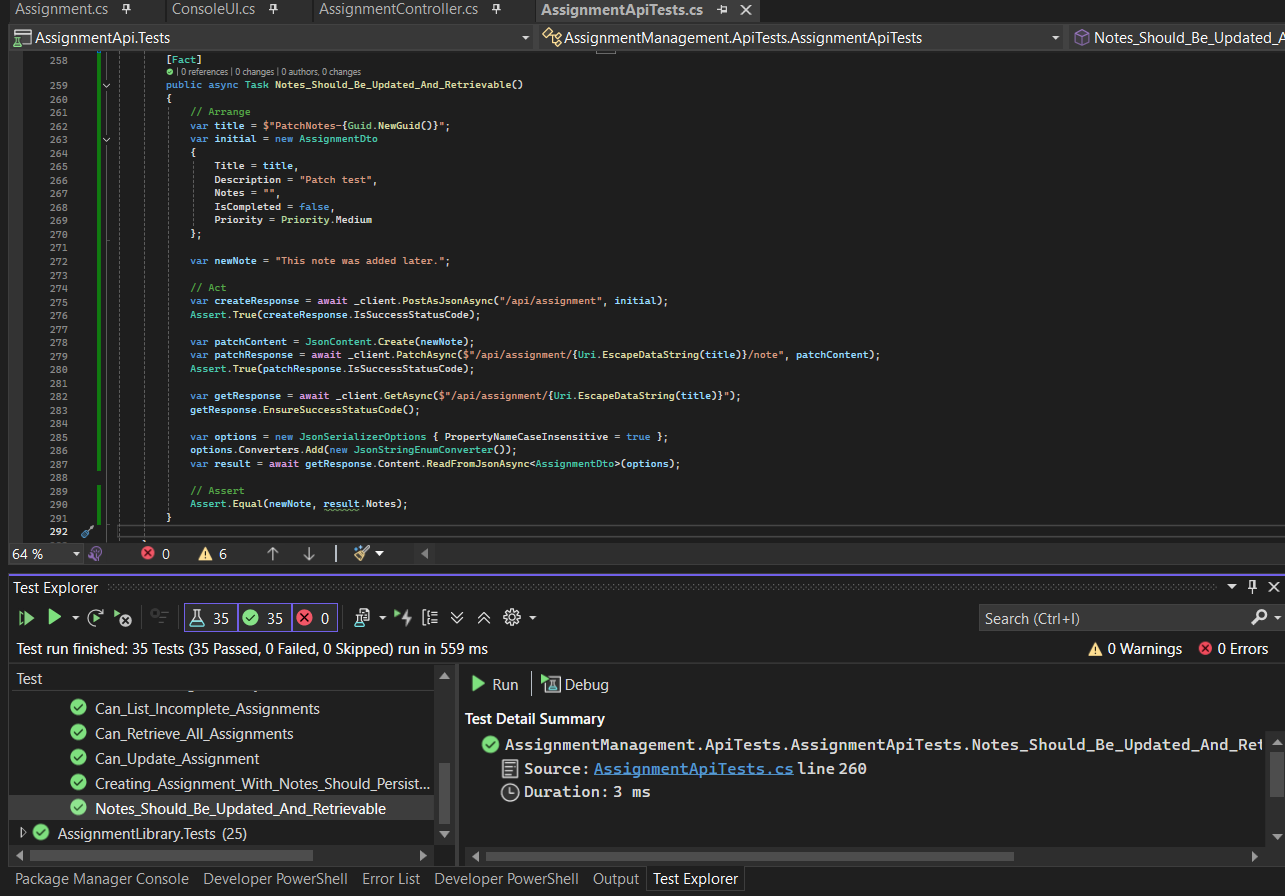 Assignment.cs ConsoleUI.cs AssignmentController.cs AssignmentApiTests.cs
AssignmentApi.Tests AssignmentManagement.ApiTests.AssignmentApiTests Notes_Should_Be_Updated_A
258 [Fact]
0 references | 0 changes | 0 authors, 0 changes
259 public async Task Notes_Should_Be_Updated_And_Retrievable()
260 {
261 // Arrange
262 var title = $"PatchNotes-{Guid.NewGuid()}";
263 var initial = new AssignmentDto
264 {
265 Title = title,
266 Description = "Patch test",
267 Notes = "",
268 IsCompleted = false,
269 Priority = Priority.Medium
270 };
271
272 var newNote = "This note was added later.";
273
274 // Act
275 var createResponse = await _client.PostAsJsonAsync("/api/assignment", initial);
276 Assert.True(createResponse.IsSuccessStatusCode);
277
278 var patchContent = JsonContent.Create(newNote);
279 var patchResponse = await _client.PatchAsync($"/api/assignment/{Uri.EscapeDataString(title)}/note", patchContent);
280 Assert.True(patchResponse.IsSuccessStatusCode);
281
282 var getResponse = await _client.GetAsync($"/api/assignment/{Uri.EscapeDataString(title)}");
283 getResponse.EnsureSuccessStatusCode();
284
285 var options = new JsonSerializerOptions { PropertyNameCaseInsensitive = true };
286 options.Converters.Add(new JsonStringEnumConverter());
287 var result = await getResponse.Content.ReadFromJsonAsync<AssignmentDto>(options);
288
289 // Assert
290 Assert.Equal(newNote, result.Notes);
291 }
292
64 % 0 6
Test Explorer
35 35 0 Search (Ctrl+I)
Test run finished: 35 Tests (35 Passed, 0 Failed, 0 Skipped) run in 559 ms 0 Warnings 0 Errors
Test
Can_List_Incomplete_Assignments
Can_Retrieve_All_Assignments
Can_Update_Assignment
Creating_Assignment_With_Notes_Should_Persist...
Notes_Should_Be_Updated_And_Retrievable
AssignmentLibrary.Tests (25)
Run Debug
Test Detail Summary
AssignmentManagement.ApiTests.AssignmentApiTests.Notes_Should_Be_Updated_And_Ret
Source: AssignmentApiTests.cs line 260
Duration: 3 ms
Package Manager Console Developer PowerShell Error List Developer PowerShell Output Test Explorer